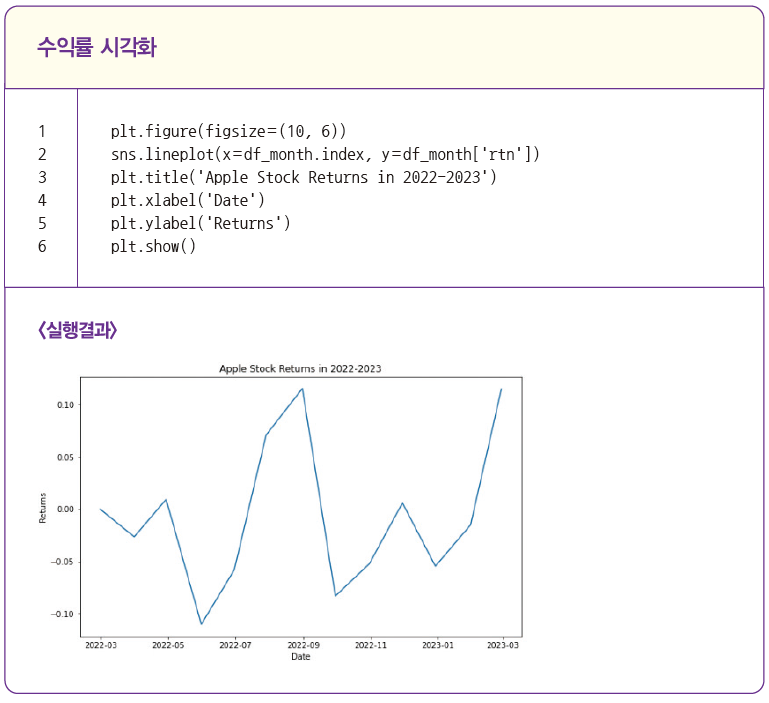 수익률 시각화
1 plt.figure(figsize=(10, 6))
2 sns.lineplot(x=df_month.index, y=df_month['rtn'])
3 plt.title('Apple Stock Returns in 2022-2023')
4 plt.xlabel('Date')
5 plt.ylabel('Returns')
6 plt.show()
〈실행결과〉
Apple Stock Returns in 2022-2023
0.10
0.05
0.00
−0.05
−0.10
Returns
2022-03 2022-05 2022-07 2022-09 2022-11 2023-01 2023-03
Date